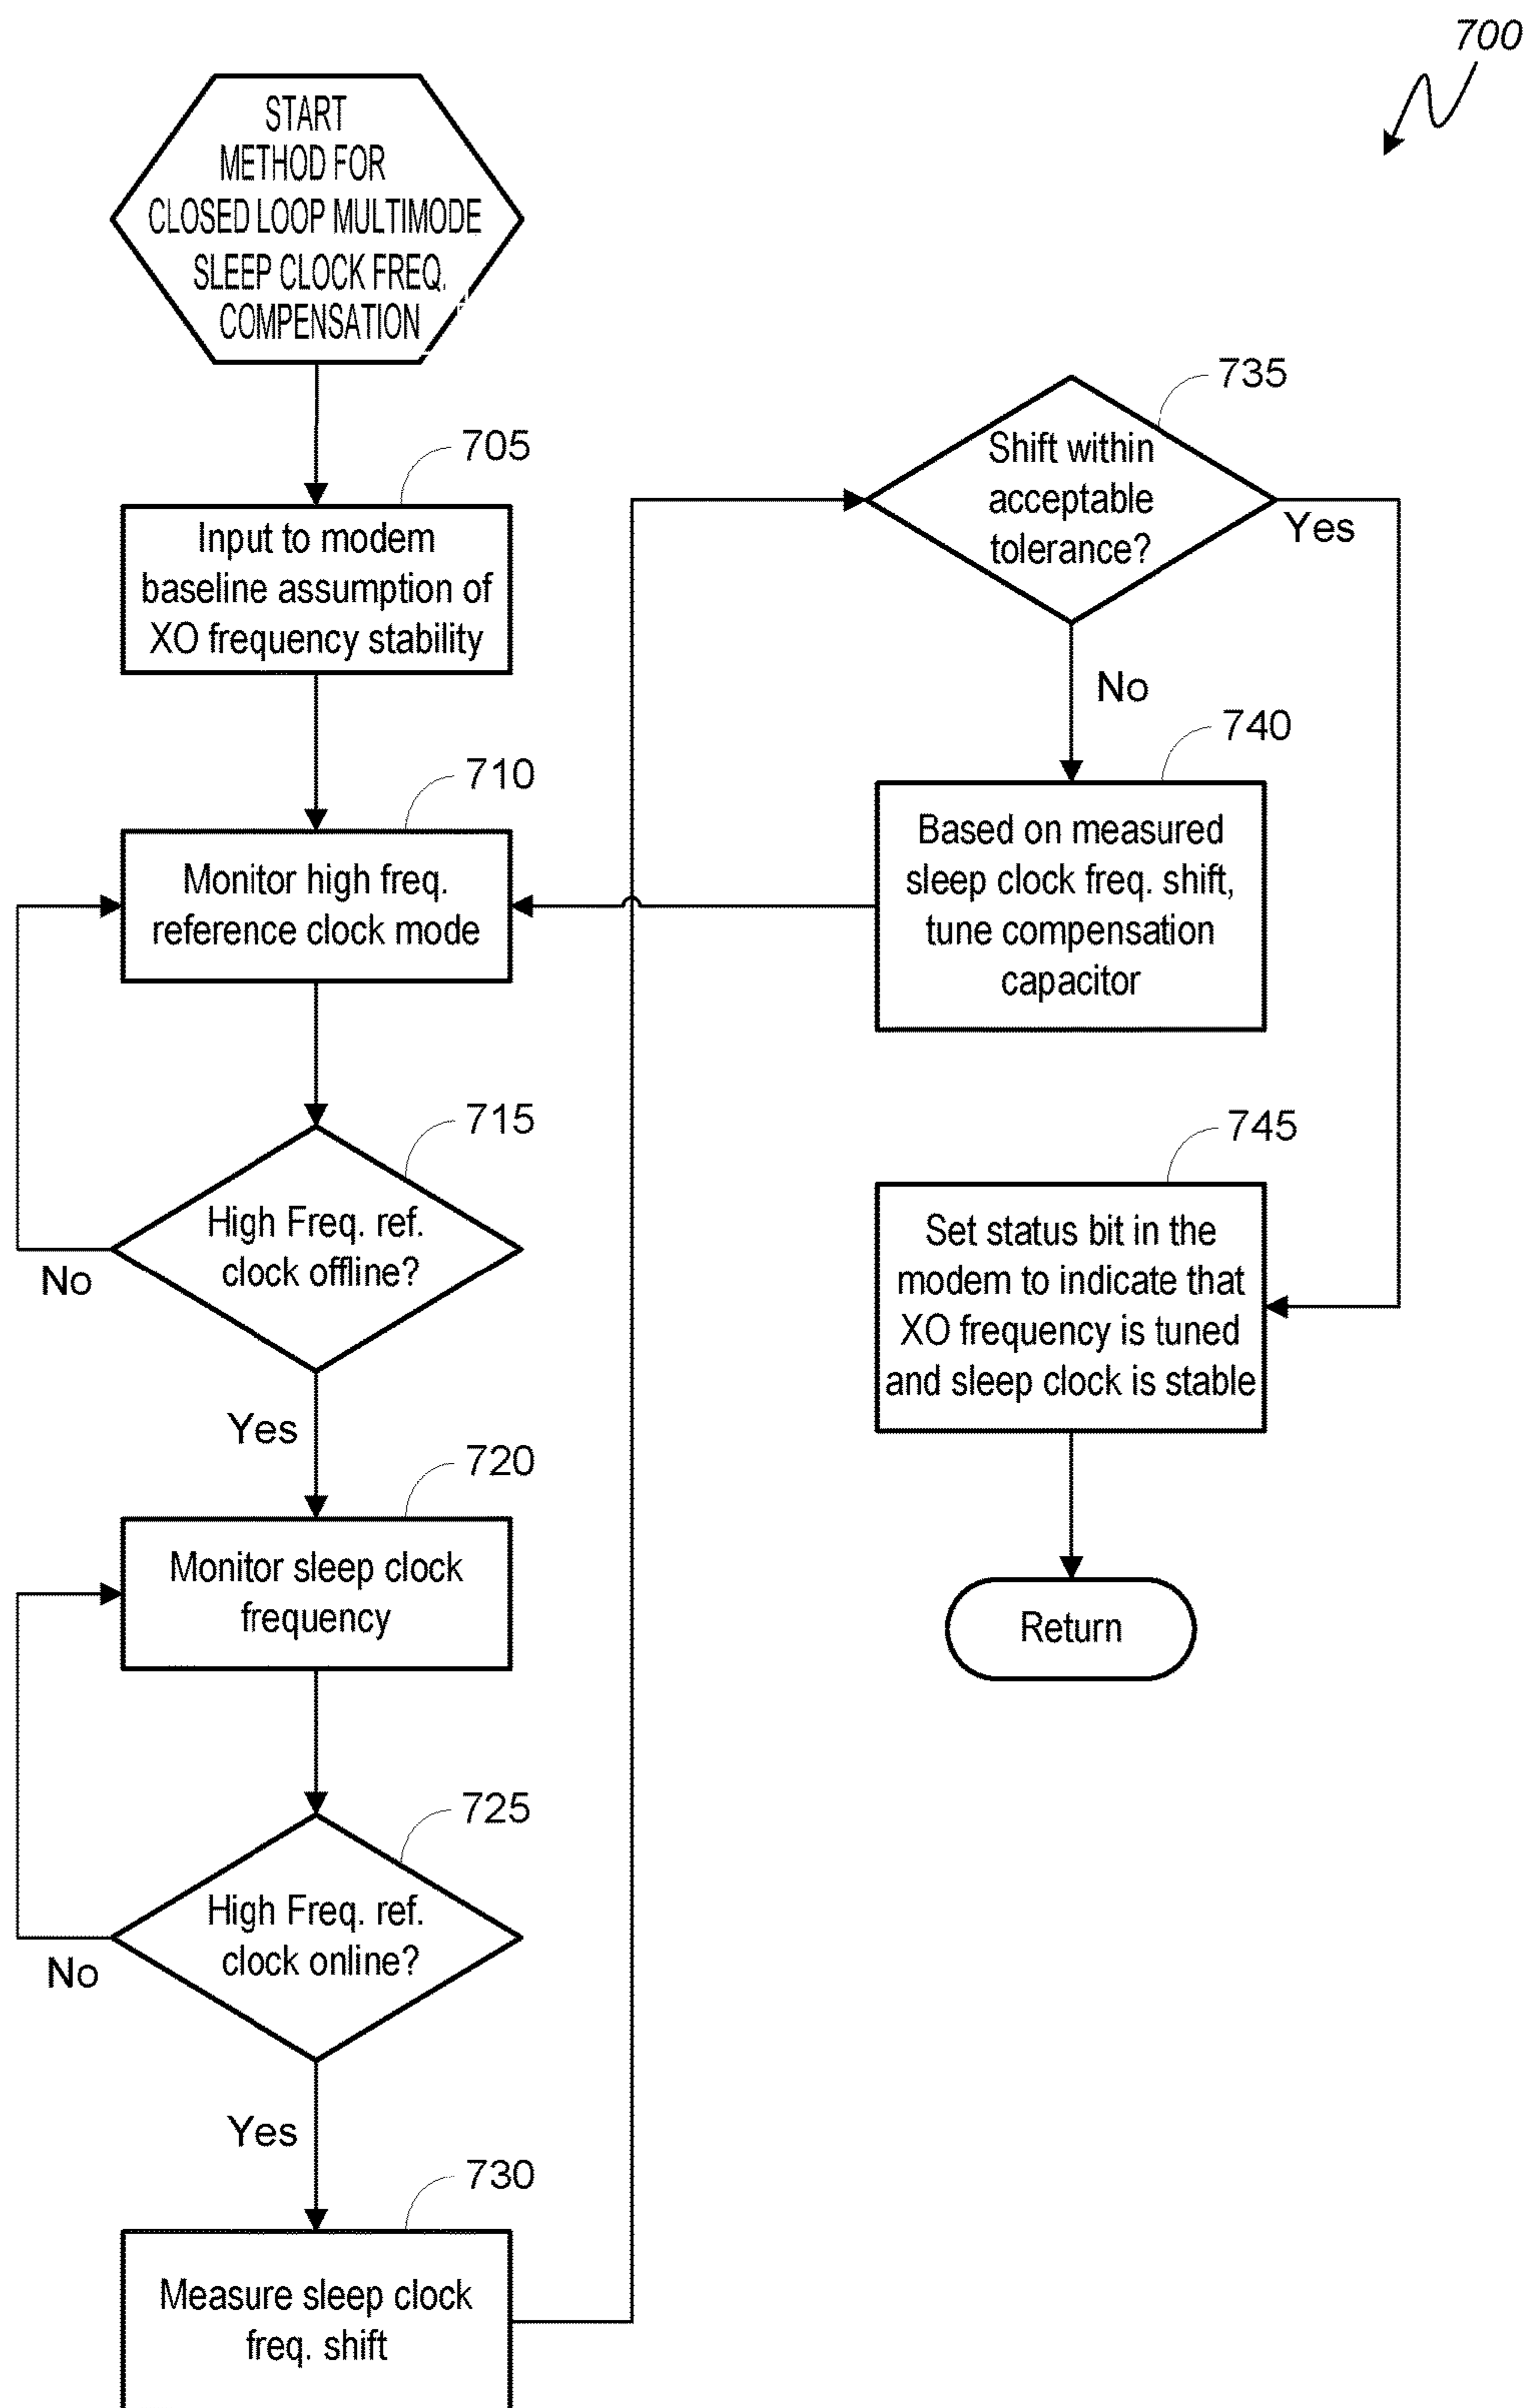 700
START
METHOD FOR
CLOSED LOOP MULTIMODE
SLEEP CLOCK FREQ.
COMPENSATION
705
Input to modem
baseline assumption of
XO frequency stability
710
Monitor high freq.
reference clock mode
715
High Freq. ref.
clock offline?
No
Yes
720
Monitor sleep clock
frequency
725
High Freq. ref.
clock online?
No
Yes
730
Measure sleep clock
freq. shift
735
Shift within
acceptable
tolerance?
Yes
No
740
Based on measured
sleep clock freq. shift,
tune compensation
capacitor
745
Set status bit in the
modem to indicate that
XO frequency is tuned
and sleep clock is stable
Return